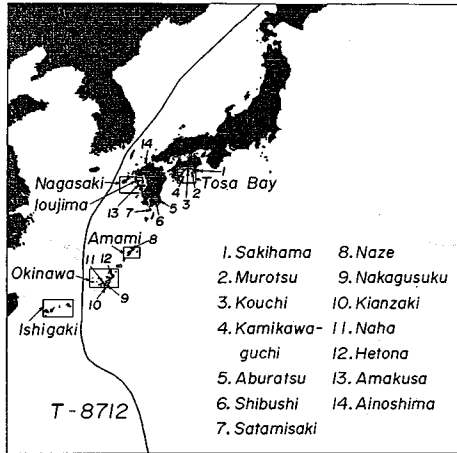 14
Nagasaki
Ioujima
4 3 2 1
Tosa Bay
13
7
6
5
Amami
8
11 12
Okinawa
10
9
Ishigaki
T-8712
1. Sakihama
2. Murotsu
3. Kouchi
4. Kamikawa-
guchi
5. Aburatsu
6. Shibushi
7. Satamisaki
8. Naze
9. Nakagusuku
10. Kianzaki
11. Naha
12. Hetona
13. Amakusa
14. Ainoshima